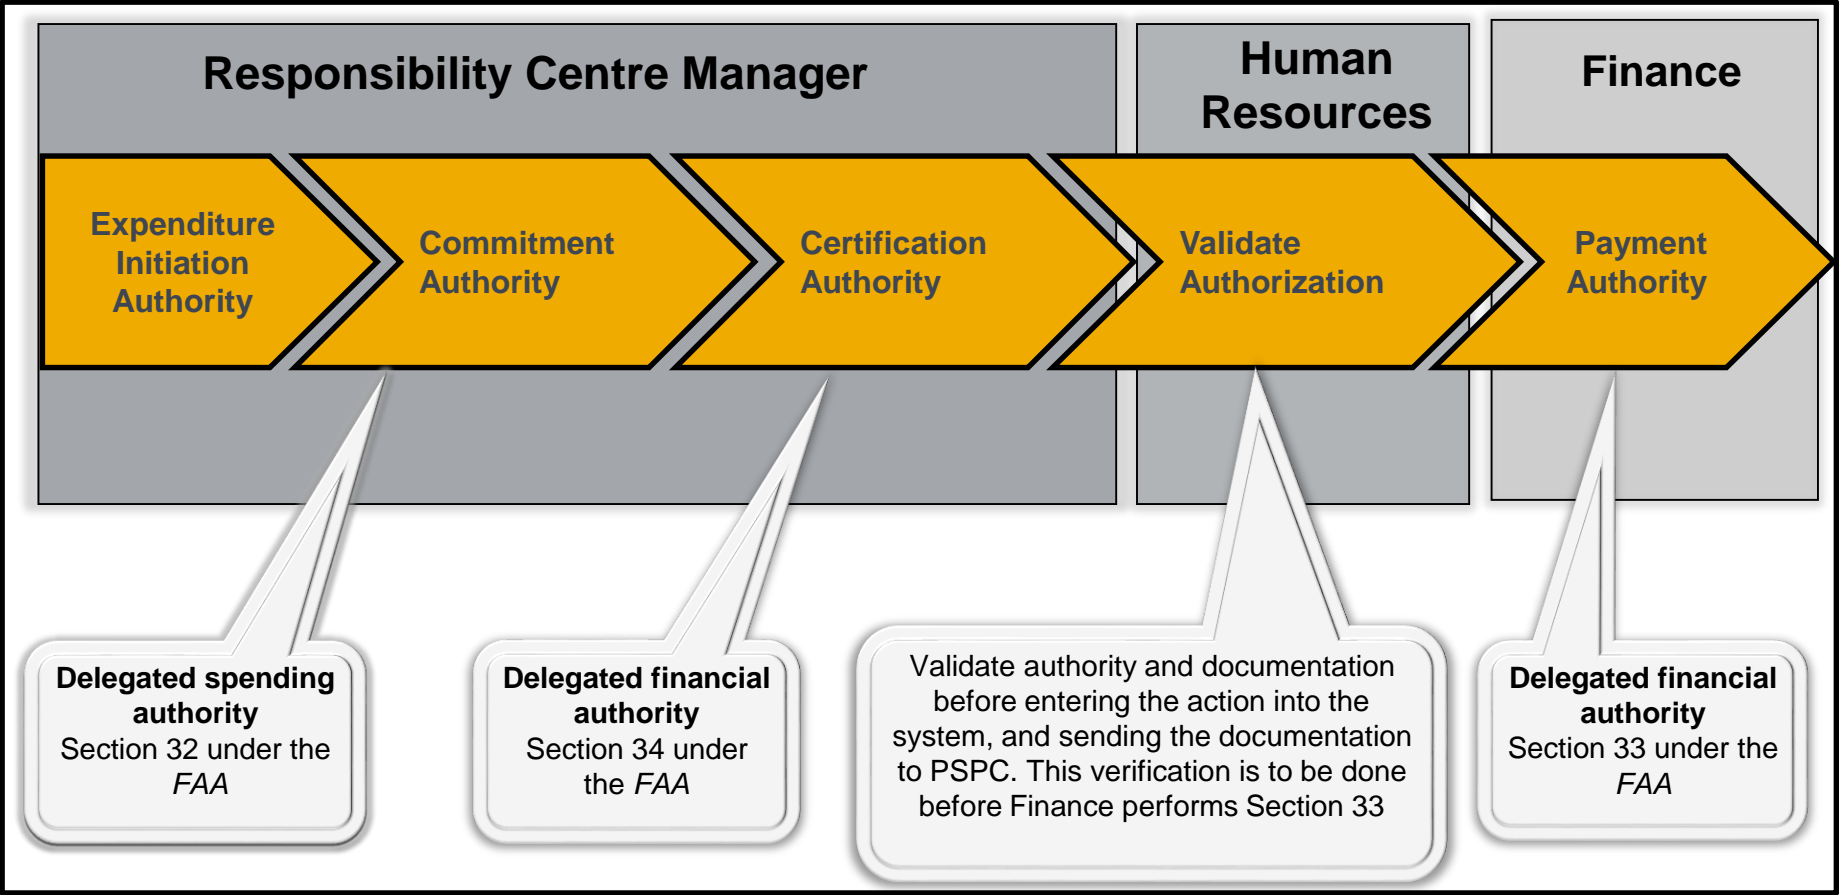 Responsibility Centre Manager
Human
Resources
Finance
Expenditure
Initiation
Authority
Commitment
Authority
Certification
Authority
Validate
Authorization
Payment
Authority
Delegated spending
authority
Section 32 under the
FAA
Delegated financial
authority
Section 34 under
the FAA
Validate authority and documentation
before entering the action into the
system, and sending the documentation
to PSPC. This verification is to be done
before Finance performs Section 33
Delegated financial
authority
Section 33 under the
FAA